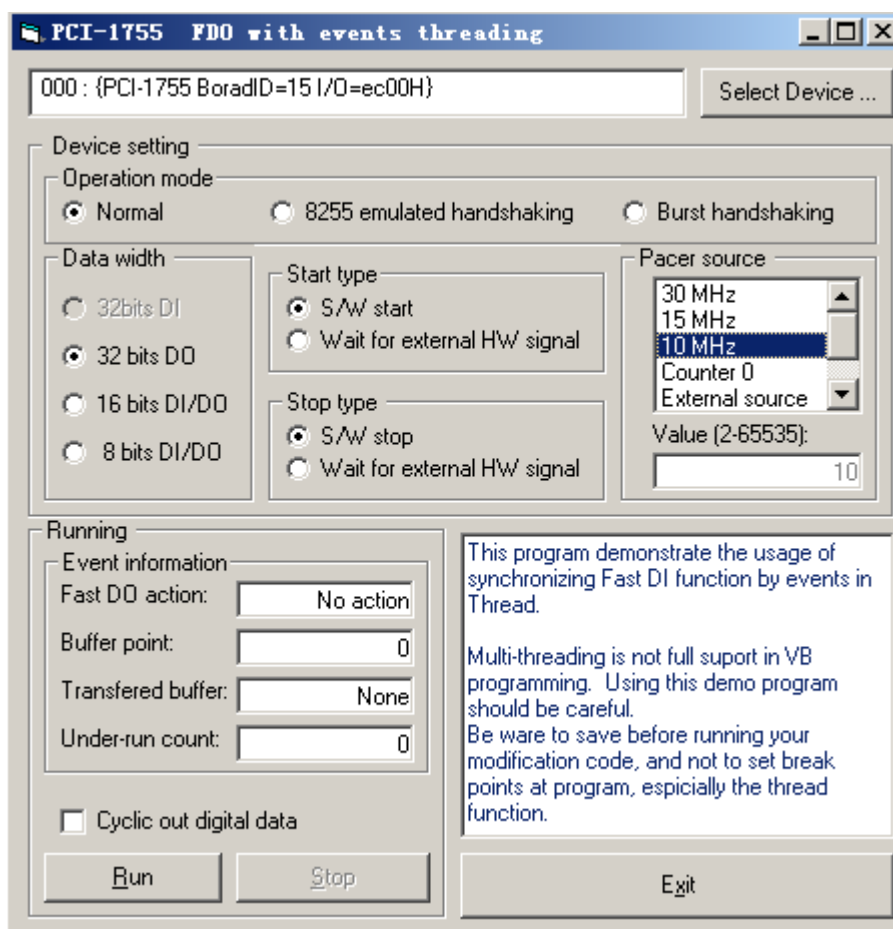 PCI-1755 FDO with events threading
000 : {PCI-1755 BoradID=15 I/O=ec00H}
Select Device ...
Device setting
Operation mode
Normal
8255 emulated handshaking
Burst handshaking
Data width
32bits DI
32 bits DO
16 bits DI/DO
8 bits DI/DO
Start type
S/W start
Wait for external HW signal
Stop type
S/W stop
Wait for external HW signal
Pacer source
30 MHz
15 MHz
10 MHz
Counter 0
External source
Value (2-65535):
10
Running
Event information
Fast DO action: No action
Buffer point: 0
Transfered buffer: None
Under-run count: 0
Cyclic out digital data
Run
Stop
This program demonstrate the usage of
synchronizing Fast DI function by events in
Thread.
Multi-threading is not full suport in VB
programming. Using this demo program
should be careful.
Be ware to save before running your
modification code, and not to set break
points at program, espicially the thread
function.
Exit